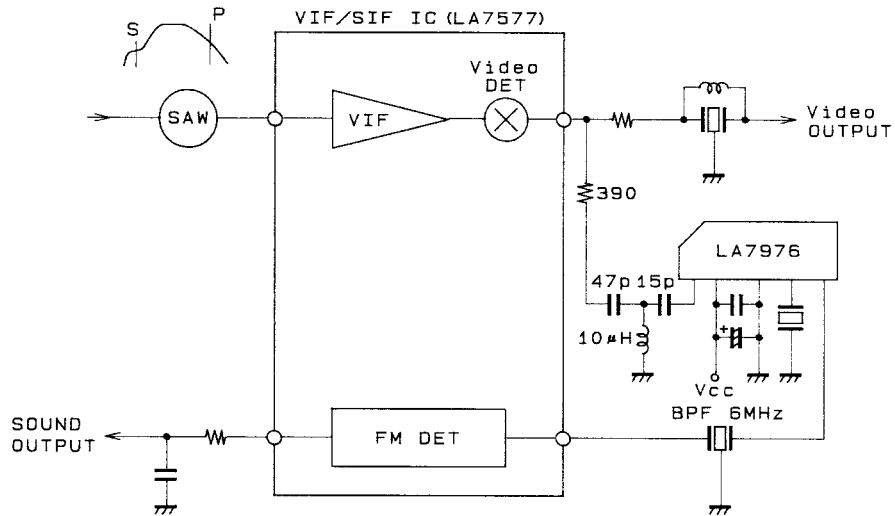 VIF/SIF IC (LA7577)
S
P
Video
DET
SAW
VIF
Video
OUTPUT
390
LA7976
47p 15p
10μH
+
Vcc
BPF 6MHz
SOUND
OUTPUT
FM DET